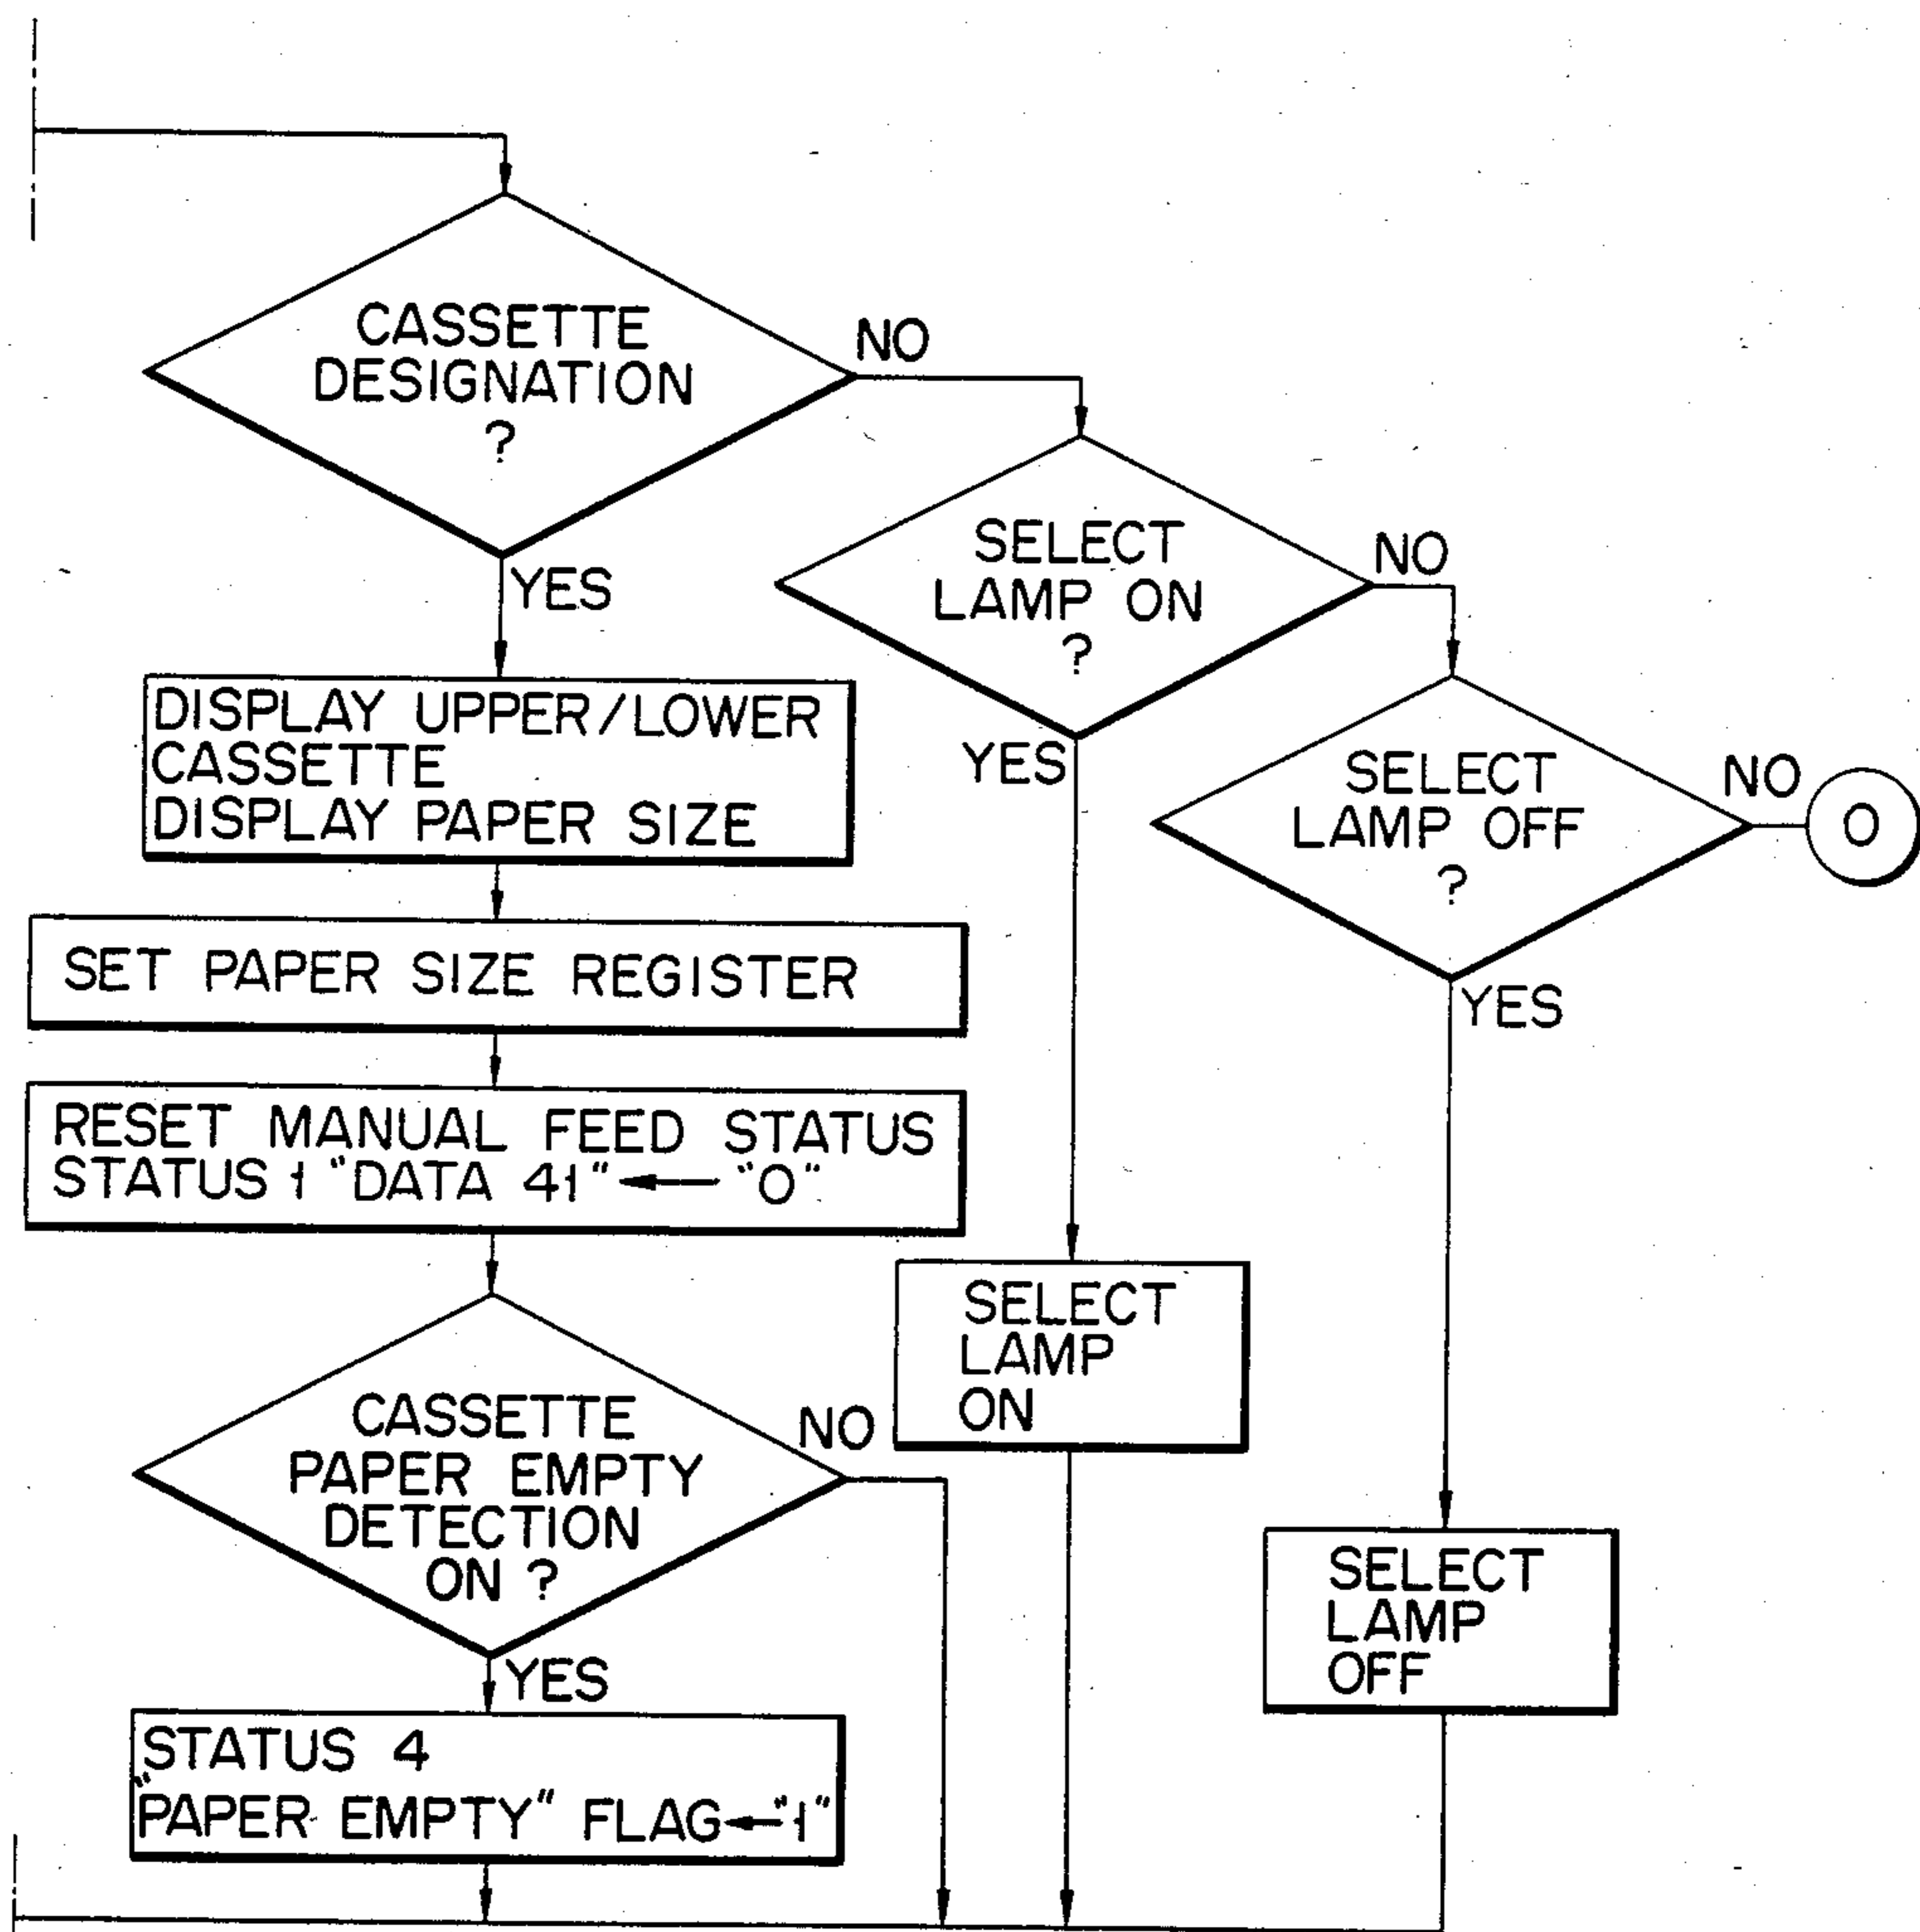 CASSETTE
DESIGNATION
?
NO
YES
SELECT
LAMP ON
?
NO
YES
SELECT
LAMP OFF
?
NO
O
YES
DISPLAY UPPER/LOWER
CASSETTE
DISPLAY PAPER SIZE
SET PAPER SIZE REGISTER
RESET MANUAL FEED STATUS
STATUS 1 "DATA 41" ← "0"
CASSETTE
PAPER EMPTY
DETECTION
ON ?
NO
YES
SELECT
LAMP
ON
SELECT
LAMP
OFF
STATUS 4
"PAPER EMPTY" FLAG ← "1"